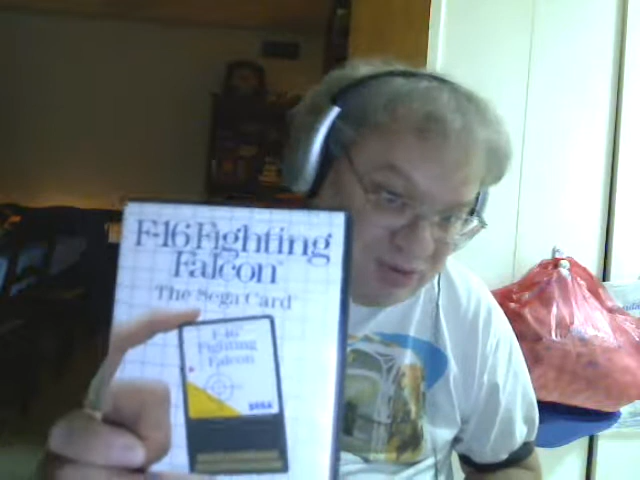 F-16 Fighting
Falcon
The Sega Card
F-16
Fighting
Falcon
SEGA